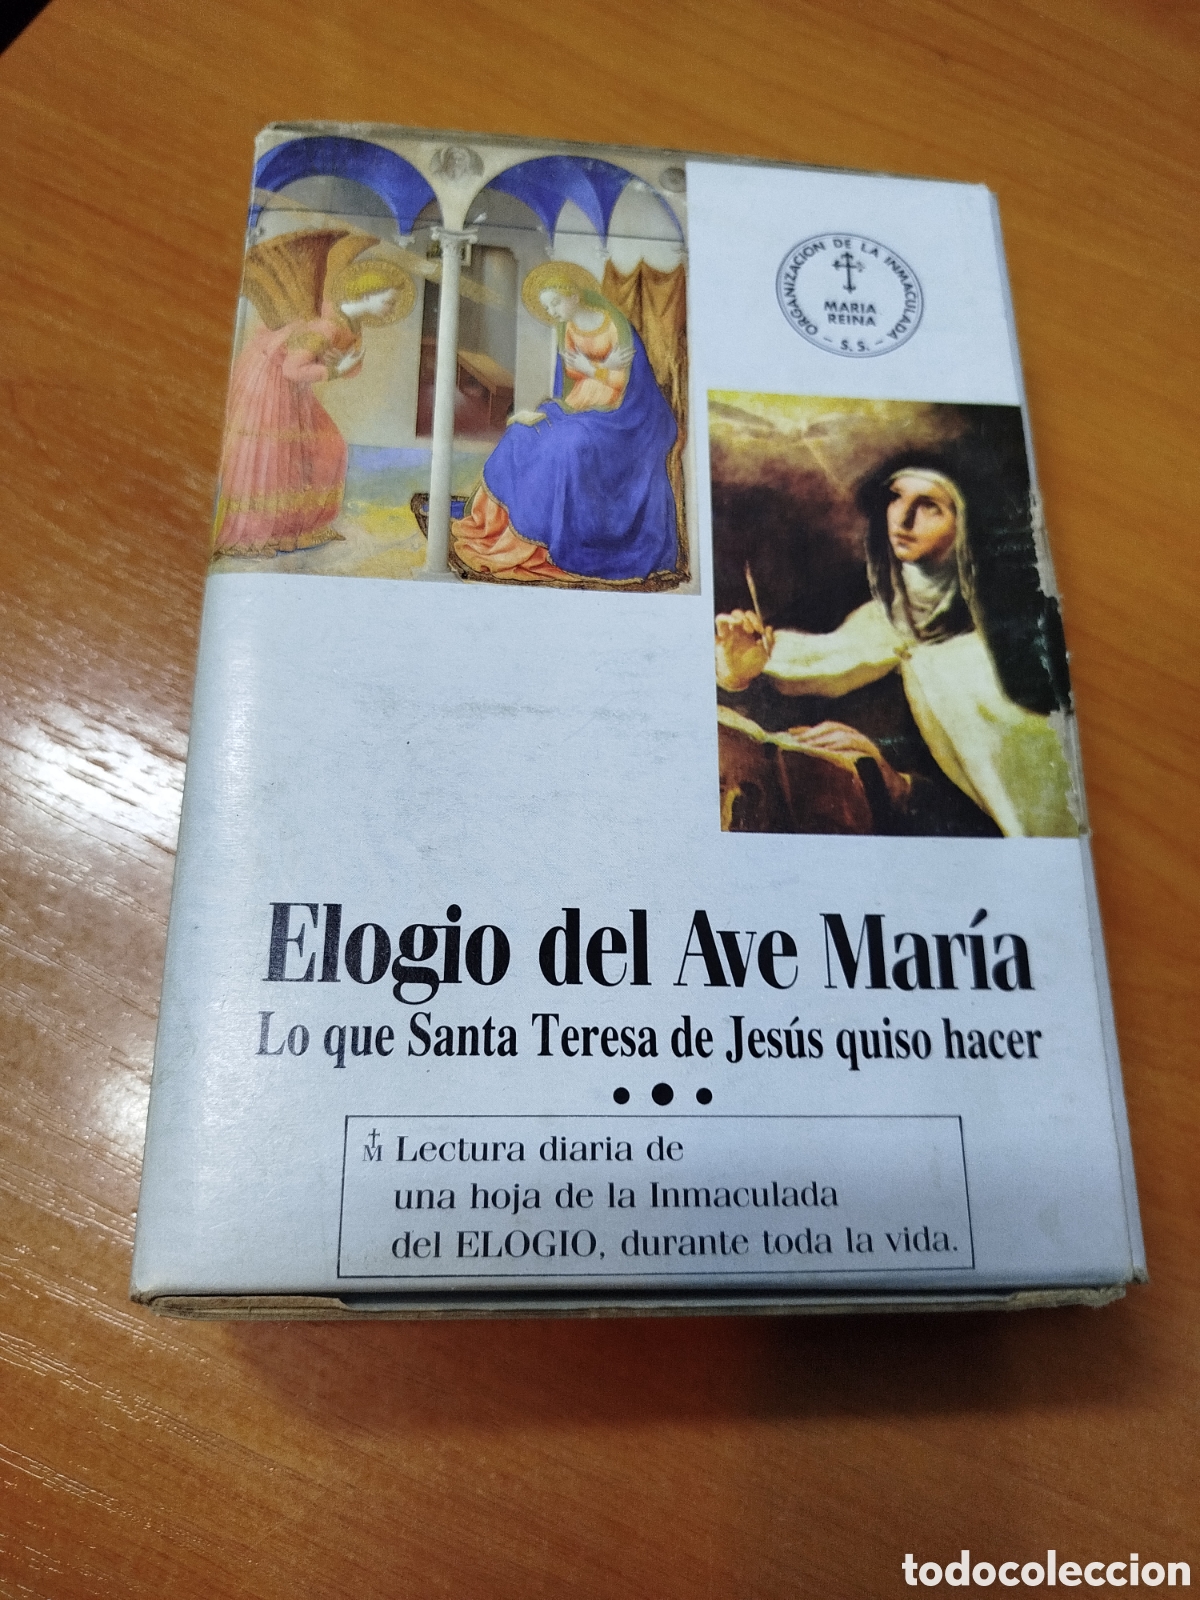 ORGANIZACIÓN DE LA INMACULADA
MARIA
REINA
- S. S. -
Elogio del Ave María
Lo que Santa Teresa de Jesús quiso hacer
• • •
M Lectura diaria de
una hoja de la Inmaculada
del ELOGIO, durante toda la vida.
todocoleccion